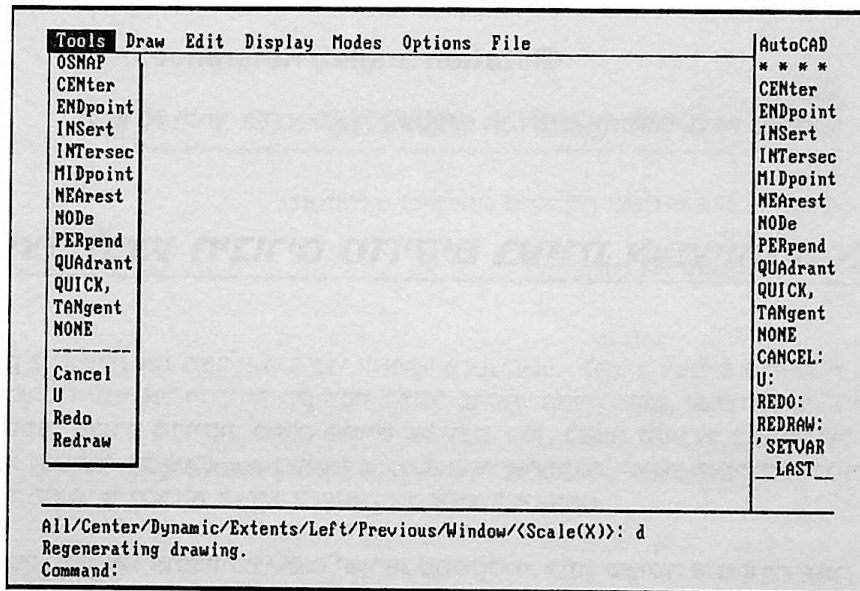 Tools Draw Edit Display Modes Options File
OSNAP
CENter
ENDpoint
INSert
INTersec
MIDpoint
NEArest
NODe
PERpend
QUAdrant
QUICK,
TANgent
NONE
--------
Cancel
U
Redo
Redraw
AutoCAD
* * * *
CENter
ENDpoint
INSert
INTersec
MIDpoint
NEArest
NODe
PERpend
QUAdrant
QUICK,
TANgent
NONE
CANCEL:
U:
REDO:
REDRAW:
'SETVAR
__LAST__
All/Center/Dynamic/Extents/Left/Previous/Window/<Scale(X)>: d
Regenerating drawing.
Command: